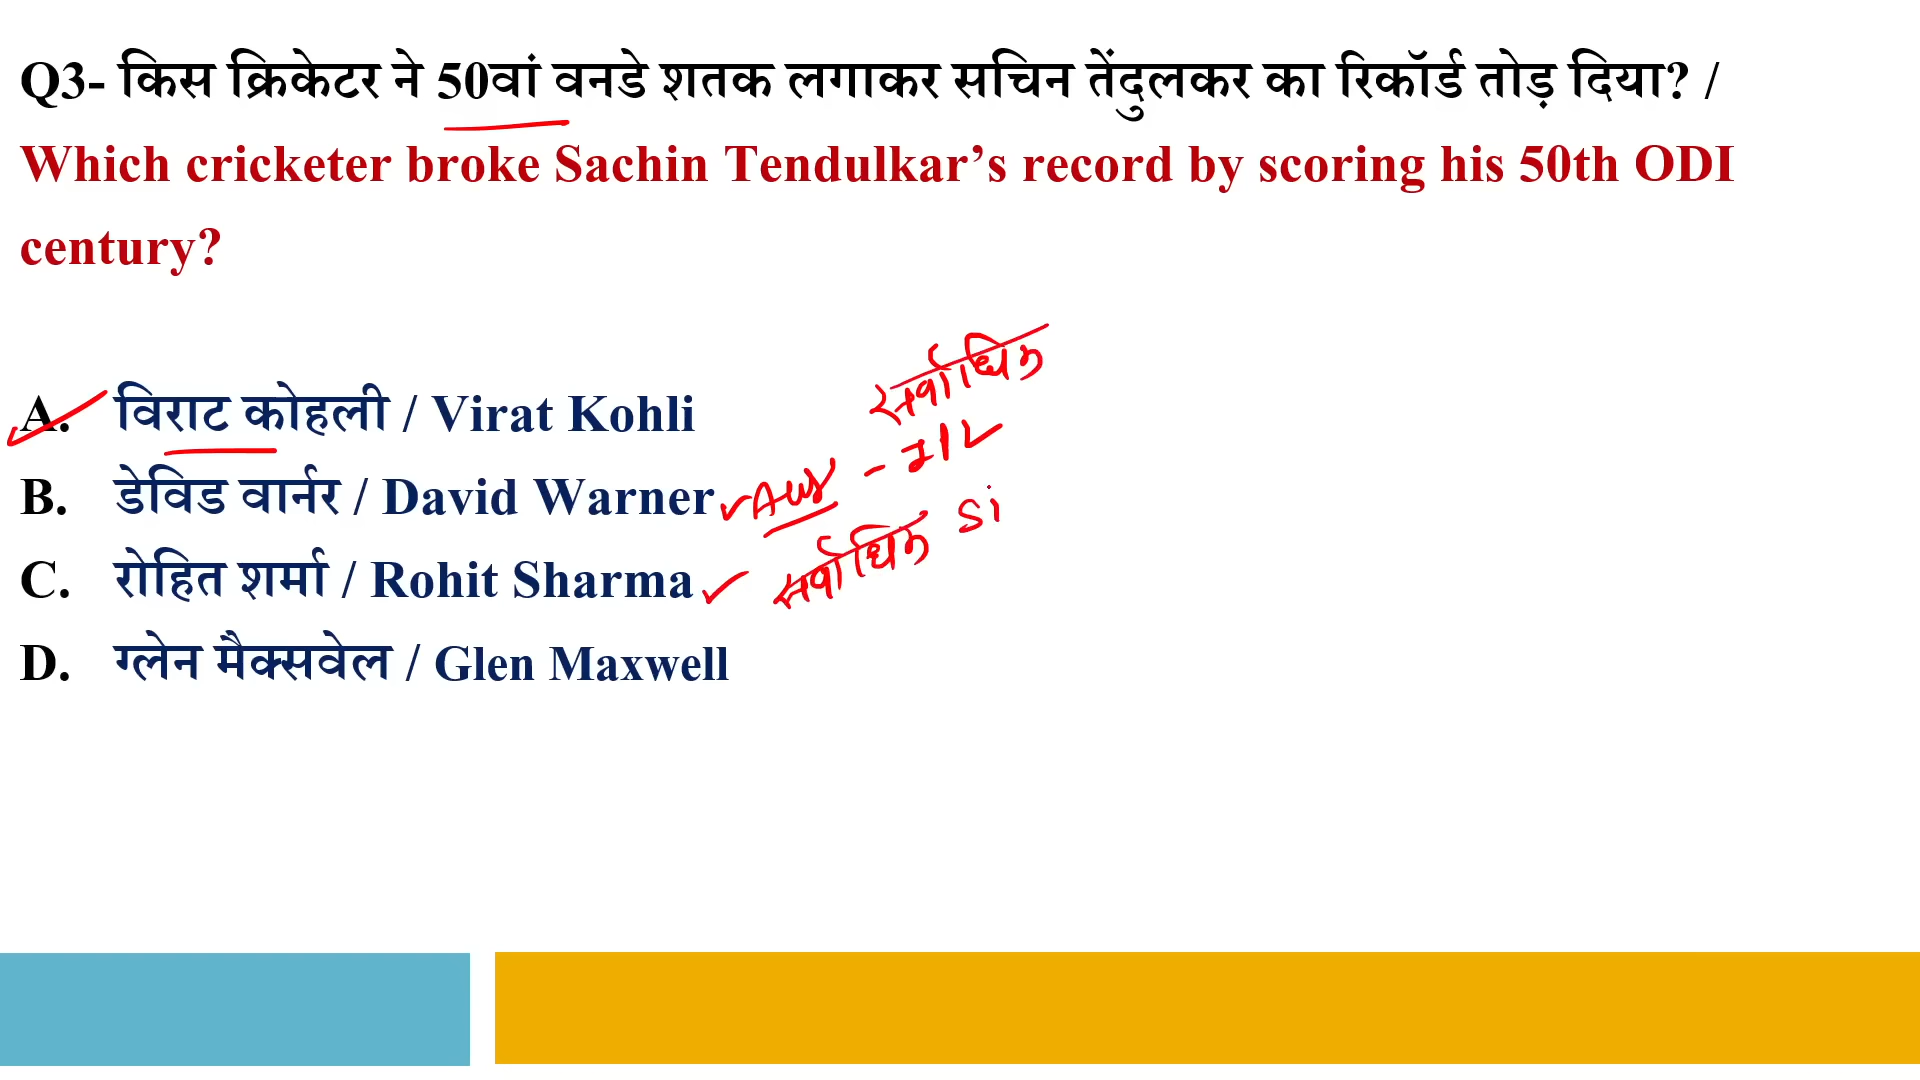 Q3- किस क्रिकेटर ने 50वां वनडे शतक लगाकर सचिन तेंदुलकर का रिकॉर्ड तोड़ दिया? /
Which cricketer broke Sachin Tendulkar’s record by scoring his 50th ODI
century?
सर्वाधिक
A. विराट कोहली / Virat Kohli
B. डेविड वार्नर / David Warner Aus -
C. रोहित शर्मा / Rohit Sharma सर्वाधिक Si
D. ग्लेन मैक्सवेल / Glen Maxwell